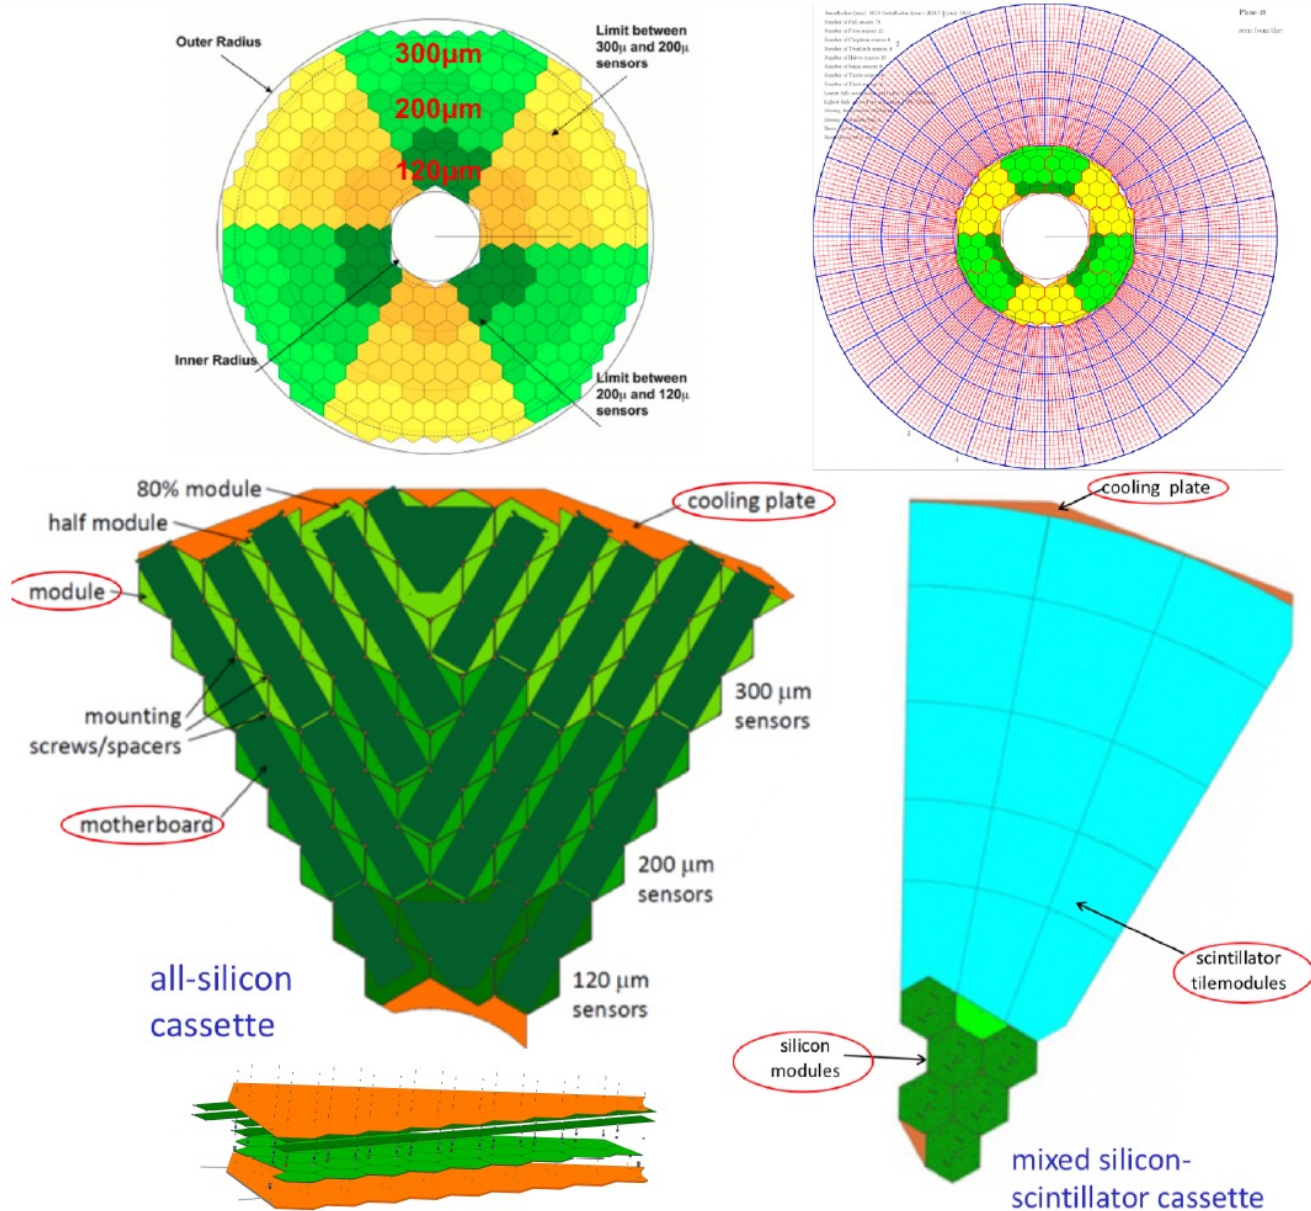 Outer Radius
300µm
200µm
120µm
Limit between
300µ and 200µ
sensors
Inner Radius
Limit between
200µ and 120µ
sensors
Plane
80% module
half module
cooling plate
module
mounting
screws/spacers
motherboard
300 µm
sensors
200 µm
sensors
120 µm
sensors
all-silicon
cassette
cooling plate
scintillator
tilemodules
silicon
modules
mixed silicon-
scintillator cassette